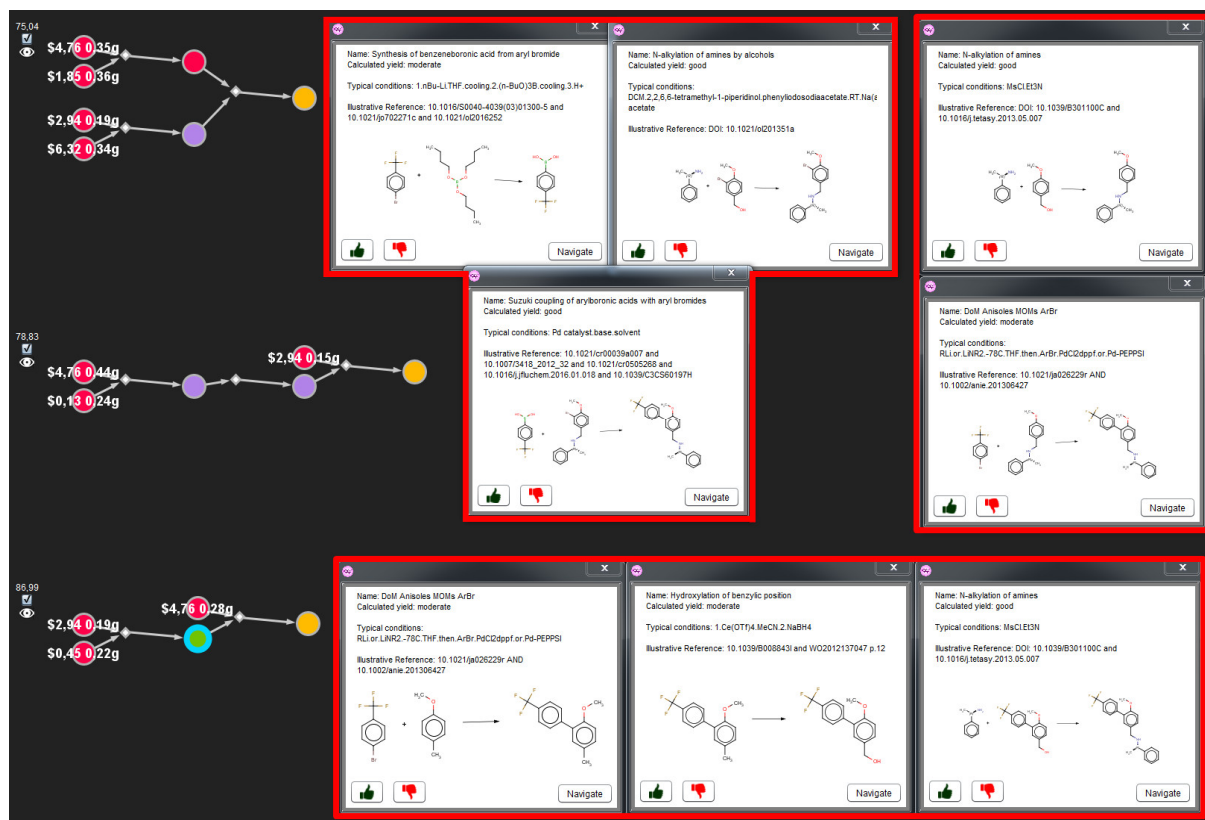 75,04
$4,76 0,35g
$1,85 0,36g
$2,94 0,19g
$6,32 0,34g
x
Name: Synthesis of benzeneboronic acid from aryl bromide
Calculated yield: moderate
Typical conditions: 1.nBu-Li.THF.cooling.2.(n-BuO)3B.cooling.3.H+
Illustrative Reference: 10.1016/S0040-4039(03)01300-5 and
10.1021/jo702271c and 10.1021/ol2016252
Navigate
x
Name: N-alkylation of amines by alcohols
Calculated yield: good
Typical conditions:
DCM.2,2,6,6-tetramethyl-1-piperidinol.phenyliodosodiaacetate.RT.Na(a
acetate
Illustrative Reference: DOI: 10.1021/ol201351a
Navigate
x
Name: N-alkylation of amines
Calculated yield: good
Typical conditions: MsCl.Et3N
Illustrative Reference: DOI: 10.1039/B301100C and
10.1016/j.tetasy.2013.05.007
Navigate
78,83
$4,76 0,44g
$0,13 0,24g
$2,94 0,15g
x
Name: Suzuki coupling of arylboronic acids with aryl bromides
Calculated yield: good
Typical conditions: Pd catalyst.base.solvent
Illustrative Reference: 10.1021/cr00039a007 and
10.1007/3418_2012_32 and 10.1021/cr0505268 and
10.1016/j.jfluchem.2016.01.018 and 10.1039/C3CS60197H
Navigate
x
Name: DoM Anisoles MOMs ArBr
Calculated yield: moderate
Typical conditions:
RLi.or.LiNR2.-78C.THF.then.ArBr.PdCl2dppf.or.Pd-PEPPSI
Illustrative Reference: 10.1021/ja026229r AND
10.1002/anie.201306427
Navigate
86,99
$2,94 0,19g
$0,45 0,22g
$4,76 0,28g
x
Name: DoM Anisoles MOMs ArBr
Calculated yield: moderate
Typical conditions:
RLi.or.LiNR2.-78C.THF.then.ArBr.PdCl2dppf.or.Pd-PEPPSI
Illustrative Reference: 10.1021/ja026229r AND
10.1002/anie.201306427
Navigate
x
Name: Hydroxylation of benzylic position
Calculated yield: moderate
Typical conditions: 1.Ce(OTf)4.MeCN.2.NaBH4
Illustrative Reference: 10.1039/B008843I and WO2012137047 p.12
Navigate
x
Name: N-alkylation of amines
Calculated yield: good
Typical conditions: MsCl.Et3N
Illustrative Reference: DOI: 10.1039/B301100C and
10.1016/j.tetasy.2013.05.007
Navigate